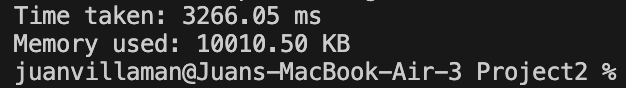 Time taken: 3266.05 ms
Memory used: 10010.50 KB
juanvillaman@Juans-MacBook-Air-3 Project2 %